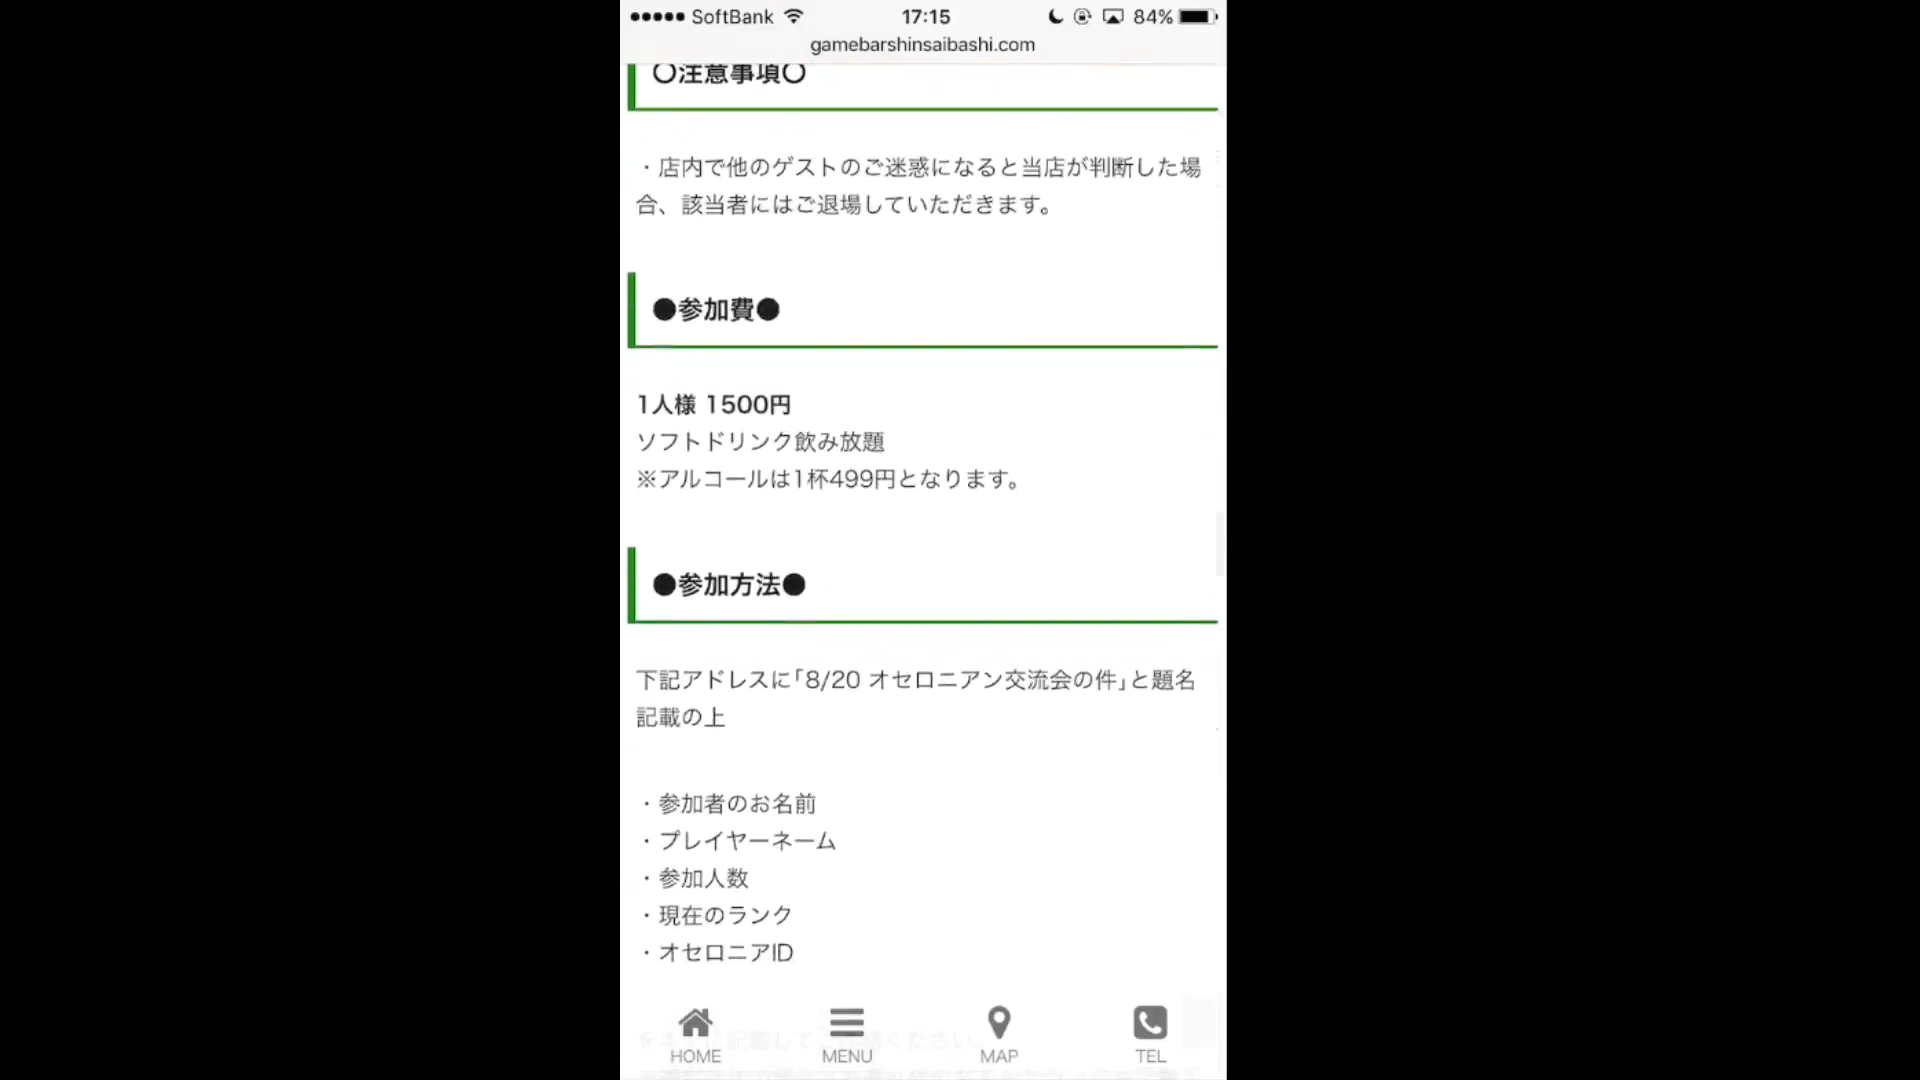 SoftBank 17:15 84%
gamebarshinsaibashi.com
〇注意事項〇
・店内で他のゲストのご迷惑になると当店が判断した場
合、該当者にはご退場していただきます。
●参加費●
1人様 1500円
ソフトドリンク飲み放題
※アルコールは1杯499円となります。
●参加方法●
下記アドレスに「8/20 オセロニアン交流会の件」と題名
記載の上
・参加者のお名前
・プレイヤーネーム
・参加人数
・現在のランク
・オセロニアID
HOME MENU MAP TEL